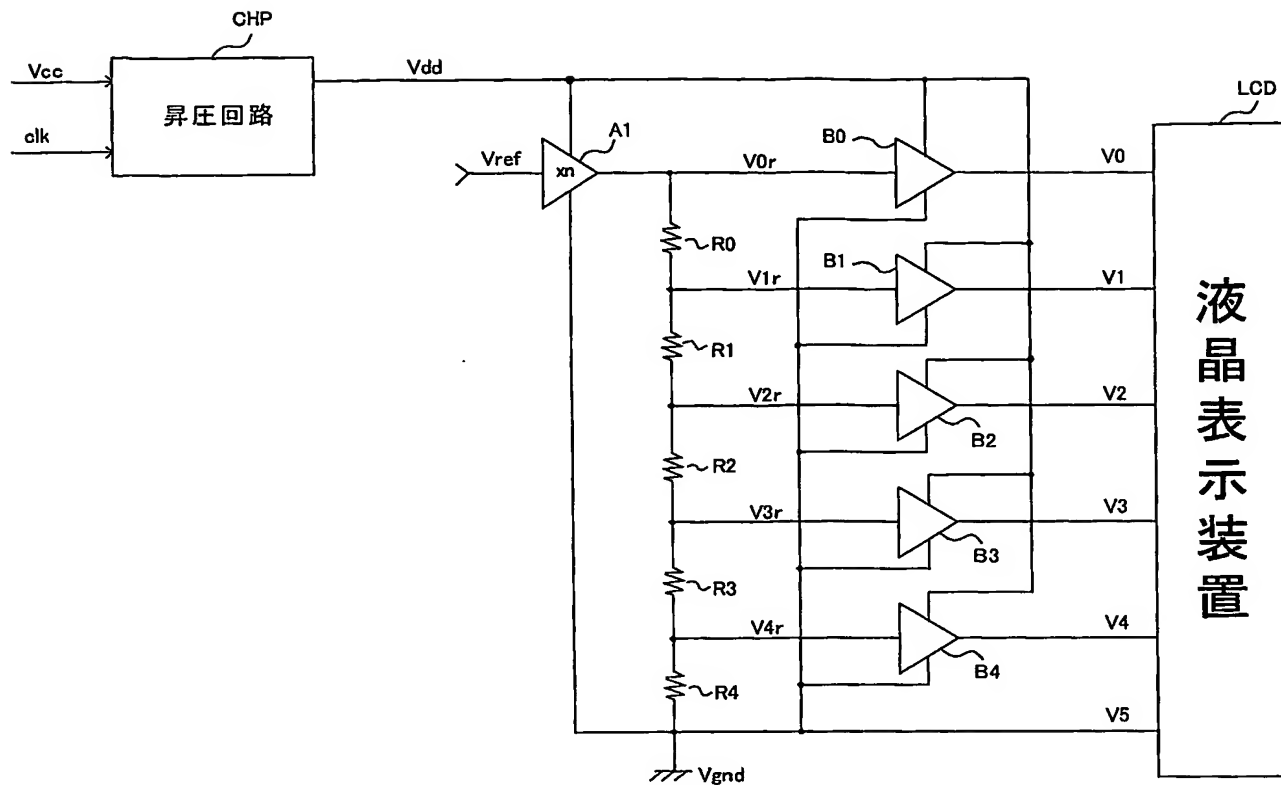 CHP
Vcc
clk
昇圧回路
Vdd
LCD
Vref
xn
A1
V0r
B0
V0
R0
V1r
B1
V1
R1
V2r
B2
V2
R2
V3r
B3
V3
R3
V4r
B4
V4
R4
V5
Vgnd
液晶表示装置